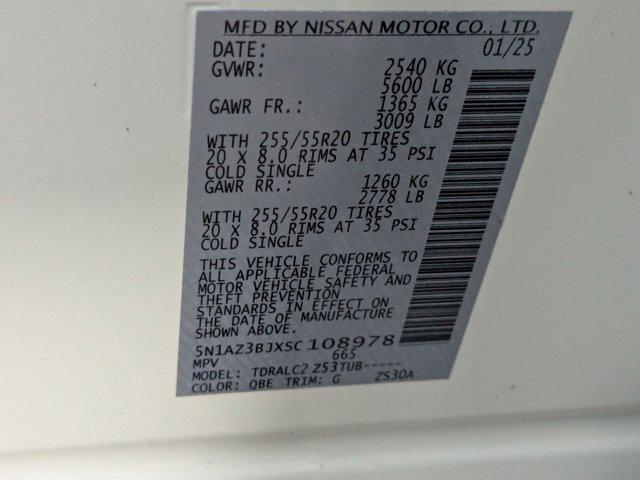 MFD BY NISSAN MOTOR CO., LTD.
DATE: 01/25
GVWR: 2540 KG
5600 LB
GAWR FR.: 1365 KG
3009 LB
WITH 255/55R20 TIRES
20 X 8.0 RIMS AT 35 PSI
COLD SINGLE
GAWR RR.: 1260 KG
2778 LB
WITH 255/55R20 TIRES
20 X 8.0 RIMS AT 35 PSI
COLD SINGLE
THIS VEHICLE CONFORMS TO
ALL APPLICABLE FEDERAL
MOTOR VEHICLE SAFETY AND
THEFT PREVENTION
STANDARDS IN EFFECT ON
THE DATE OF MANUFACTURE
SHOWN ABOVE.
5N1AZ3BJXSC108978
MPV 665
MODEL: TDRALC2 Z53TUB-----
COLOR: QBE TRIM: G ZS30A